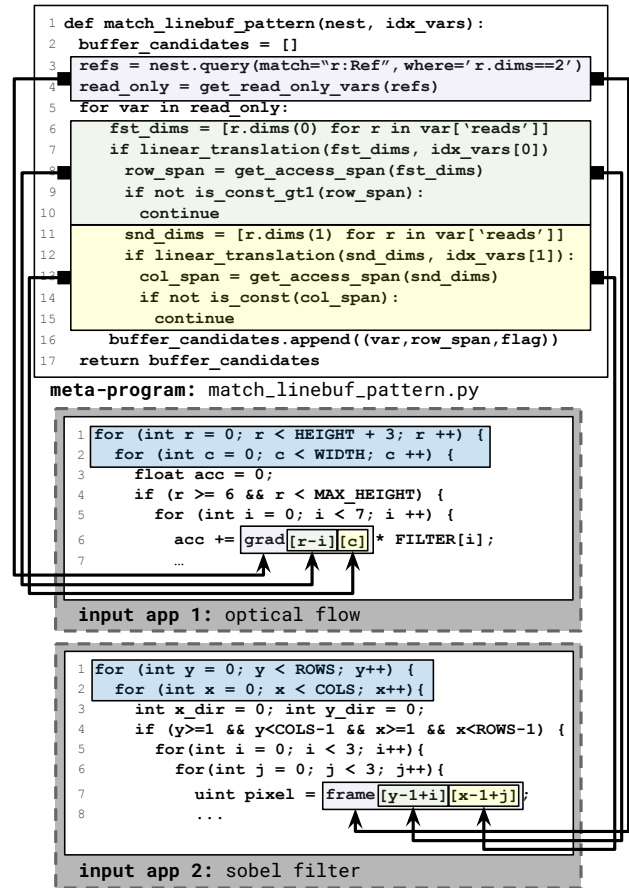 1 def match_linebuf_pattern(nest, idx_vars):
2 buffer_candidates = []
3 refs = nest.query(match="r:Ref",where='r.dims==2')
4 read_only = get_read_only_vars(refs)
5 for var in read_only:
6 fst_dims = [r.dims(0) for r in var['reads']]
7 if linear_translation(fst_dims, idx_vars[0])
8 row_span = get_access_span(fst_dims)
9 if not is_const_gt1(row_span):
10 continue
11 snd_dims = [r.dims(1) for r in var['reads']]
12 if linear_translation(snd_dims, idx_vars[1]):
13 col_span = get_access_span(snd_dims)
14 if not is_const(col_span):
15 continue
16 buffer_candidates.append((var,row_span,flag))
17 return buffer_candidates
meta-program: match_linebuf_pattern.py
1 for (int r = 0; r < HEIGHT + 3; r ++) {
2 for (int c = 0; c < WIDTH; c ++) {
3 float acc = 0;
4 if (r >= 6 && r < MAX_HEIGHT) {
5 for (int i = 0; i < 7; i ++) {
6 acc += grad[r-i][c] * FILTER[i];
7 …
input app 1: optical flow
1 for (int y = 0; y < ROWS; y++) {
2 for (int x = 0; x < COLS; x++){
3 int x_dir = 0; int y_dir = 0;
4 if (y>=1 && y<COLS-1 && x>=1 && x<ROWS-1) {
5 for(int i = 0; i < 3; i++){
6 for(int j = 0; j < 3; j++){
7 uint pixel = frame[y-1+i][x-1+j];
8 ...
input app 2: sobel filter